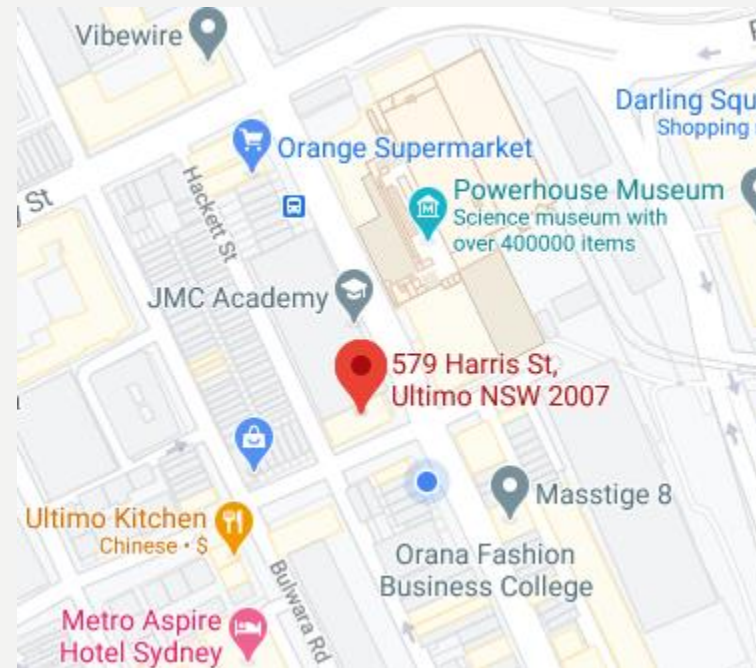 Vibewire
Darling Squ
Shopping
Orange Supermarket
Hackett St
St
Powerhouse Museum
Science museum with
over 400000 items
JMC Academy
579 Harris St,
Ultimo NSW 2007
Masstige 8
Ultimo Kitchen
Chinese • $
Orana Fashion
Business College
Bulwara Rd
Metro Aspire
Hotel Sydney